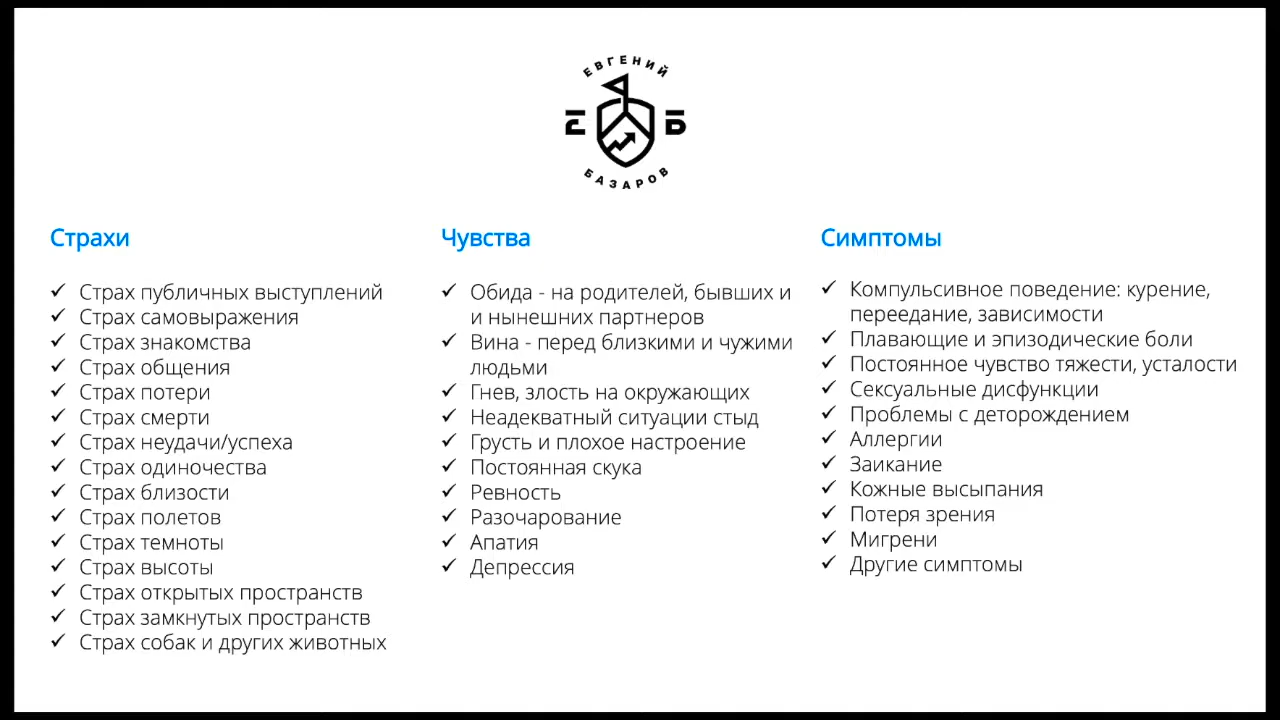 ЕВГЕНИЙ
Е Б
БАЗАРОВ
Страхи
Страх публичных выступлений
Страх самовыражения
Страх знакомства
Страх общения
Страх потери
Страх смерти
Страх неудачи/успеха
Страх одиночества
Страх близости
Страх полетов
Страх темноты
Страх высоты
Страх открытых пространств
Страх замкнутых пространств
Страх собак и других животных
Чувства
Обида - на родителей, бывших и
и нынешних партнеров
Вина - перед близкими и чужими
людьми
Гнев, злость на окружающих
Неадекватный ситуации стыд
Грусть и плохое настроение
Постоянная скука
Ревность
Разочарование
Апатия
Депрессия
Симптомы
Компульсивное поведение: курение,
переедание, зависимости
Плавающие и эпизодические боли
Постоянное чувство тяжести, усталости
Сексуальные дисфункции
Проблемы с деторождением
Аллергии
Заикание
Кожные высыпания
Потеря зрения
Мигрени
Другие симптомы